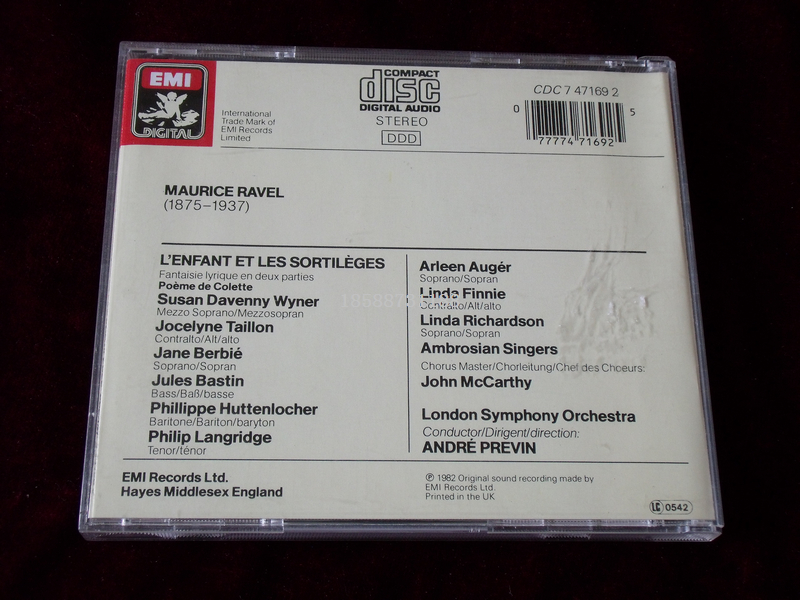 EMI
DIGITAL
International
Trade Mark of
EMI Records
Limited
COMPACT
disc
DIGITAL AUDIO
STEREO
DDD
CDC 7 47169 2
0 77774 71692 5
MAURICE RAVEL
(1875–1937)
L'ENFANT ET LES SORTILÈGES
Fantaisie lyrique en deux parties
Poème de Colette
Susan Davenny Wyner
Mezzo Soprano/Mezzosopran
Jocelyne Taillon
Contralto/Alt/alto
Jane Berbié
Soprano/Sopran
Jules Bastin
Bass/Baß/basse
Phillippe Huttenlocher
Baritone/Bariton/baryton
Philip Langridge
Tenor/ténor
Arleen Augér
Soprano/Sopran
Linda Finnie
Contralto/Alt/alto
Linda Richardson
Soprano/Sopran
Ambrosian Singers
Chorus Master/Chorleitung/Chef des Choeurs:
John McCarthy
London Symphony Orchestra
Conductor/Dirigent/direction:
ANDRÉ PREVIN
EMI Records Ltd.
Hayes Middlesex England
℗ 1982 Original sound recording made by
EMI Records Ltd.
Printed in the UK
LC 0542